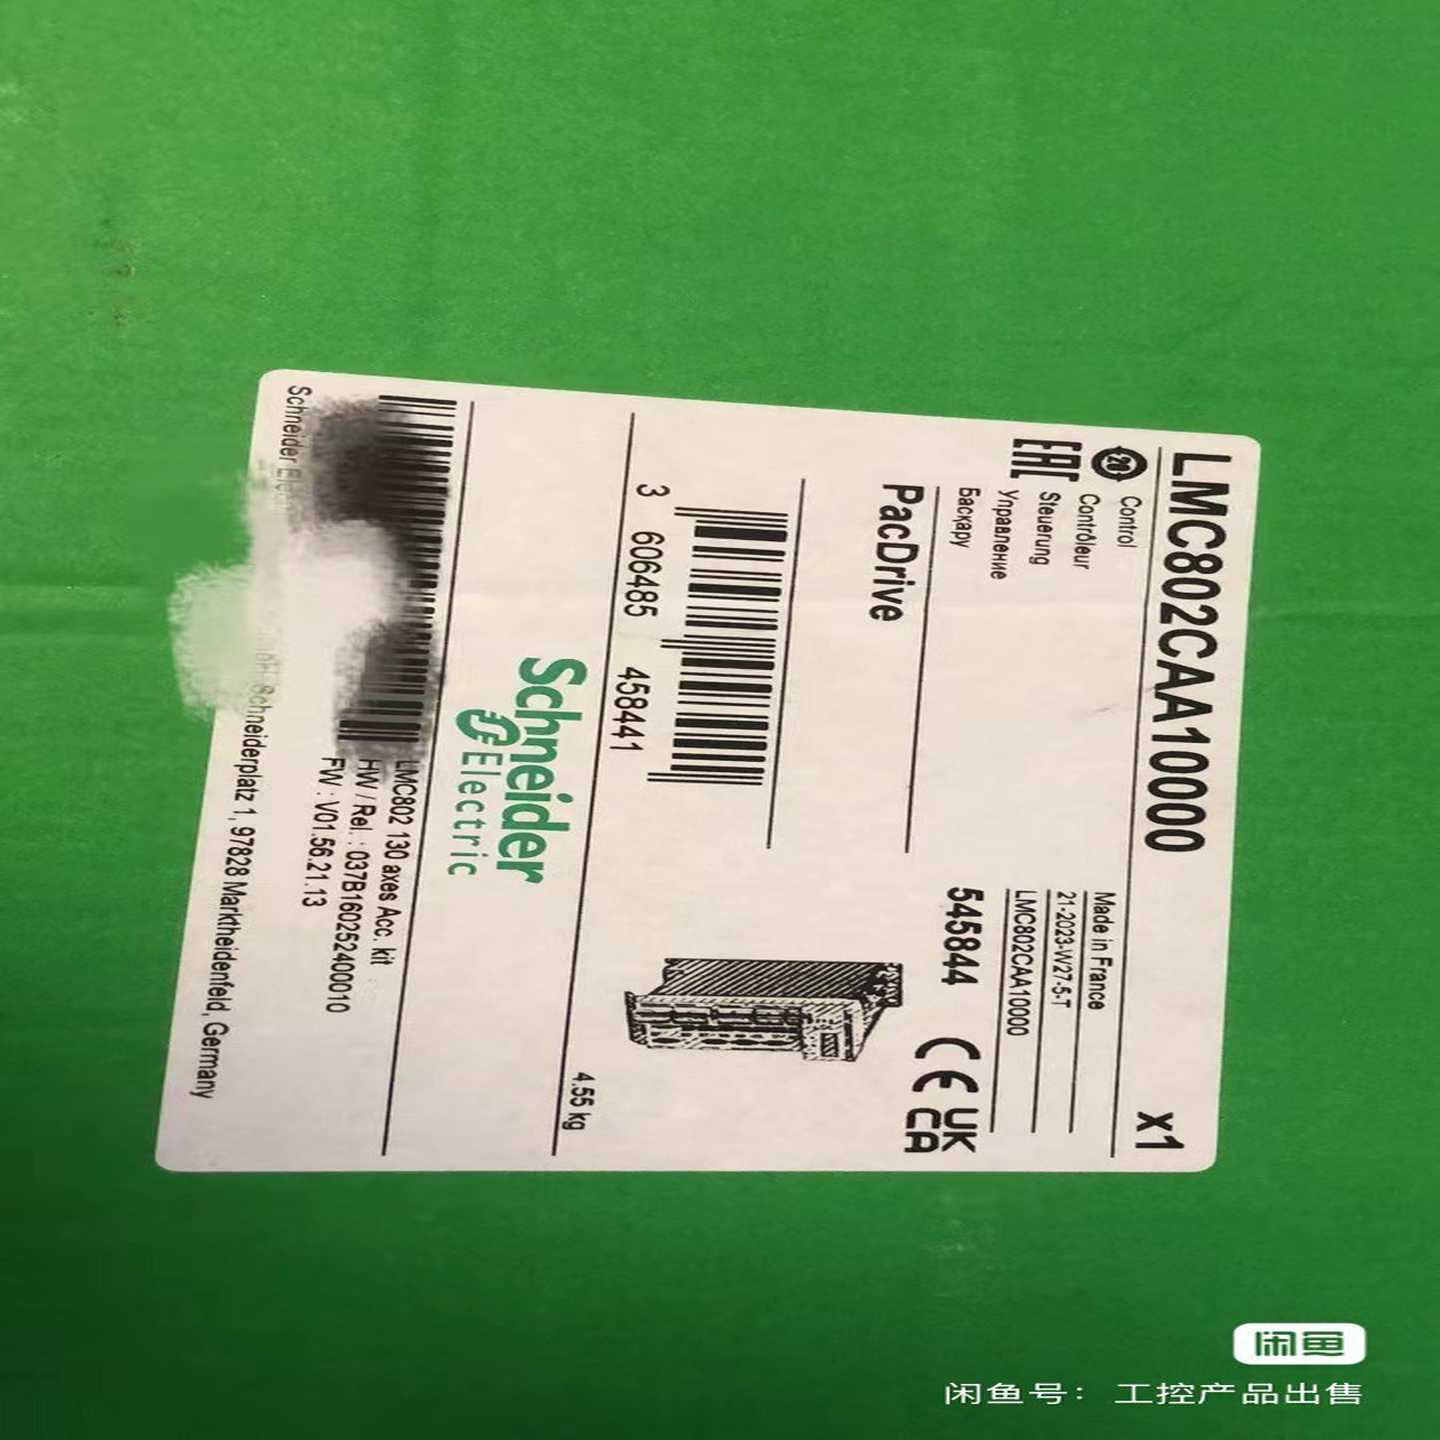 LMC802CAA10000
x1
Control
Contrôleur
Steuerung
Управление
Басқару
20
EAC
Made in France
21-2023-W27-5-T
LMC802CAA10000
545844
CE
UK
CA
PacDrive
3 606485 458441
4.55 kg
Schneider
Electric
LMC802 130 axes Acc. kit
HW / Rel. : 037B160252400010
FW : V01.56.21.13
Schneider Schneiderplatz 1, 97828 Marktheidenfeld, Germany
闲鱼
闲鱼号：工控产品出售